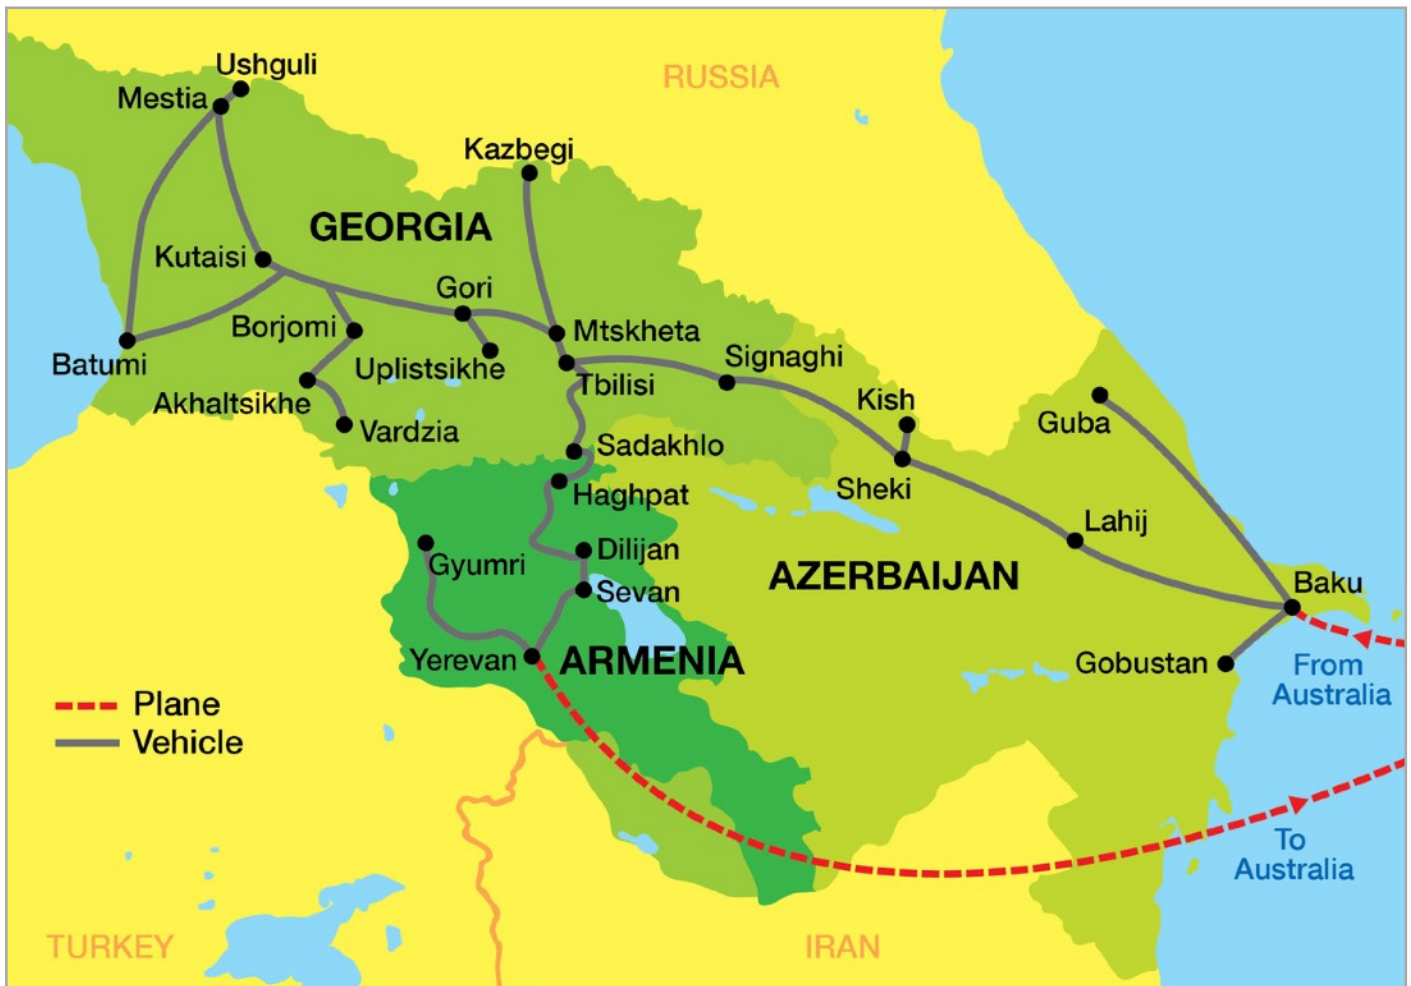 Ushguli
RUSSIA
Mestia
Kazbegi
GEORGIA
Kutaisi
Gori
Borjomi
Mtskheta
Signaghi
Batumi
Uplistsikhe
Tbilisi
Akhaltsikhe
Kish
Guba
Vardzia
Sadakhlo
Sheki
Haghpat
Lahij
Dilijan
Gyumri
AZERBAIJAN
Baku
Sevan
Yerevan
ARMENIA
Gobustan
From
Australia
Plane
Vehicle
To
Australia
TURKEY
IRAN